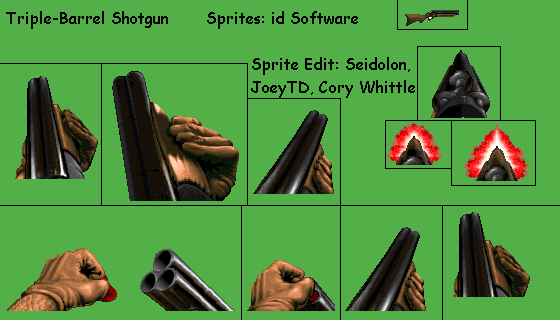 Triple-Barrel Shotgun
Sprites: id Software
Sprite Edit: Seidolon,
JoeyTD, Cory Whittle